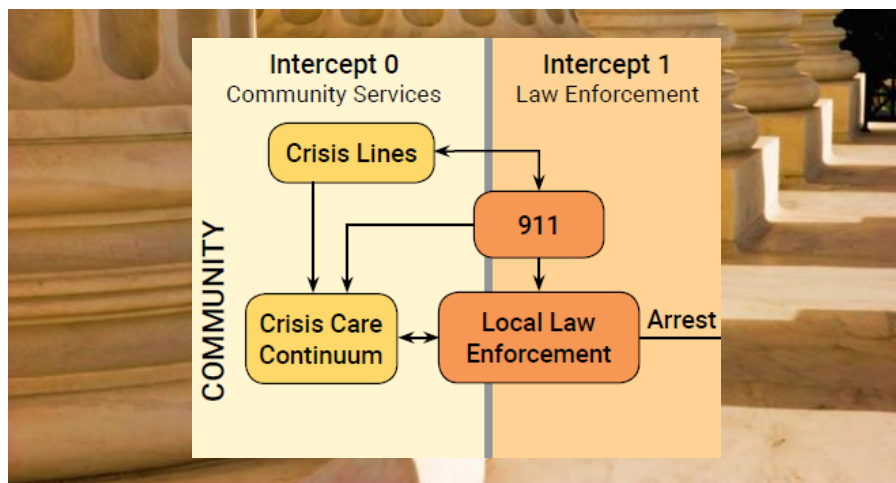 Intercept 0
Community Services
Intercept 1
Law Enforcement
Crisis Lines
911
COMMUNITY
Crisis Care
Continuum
Local Law
Enforcement
Arrest